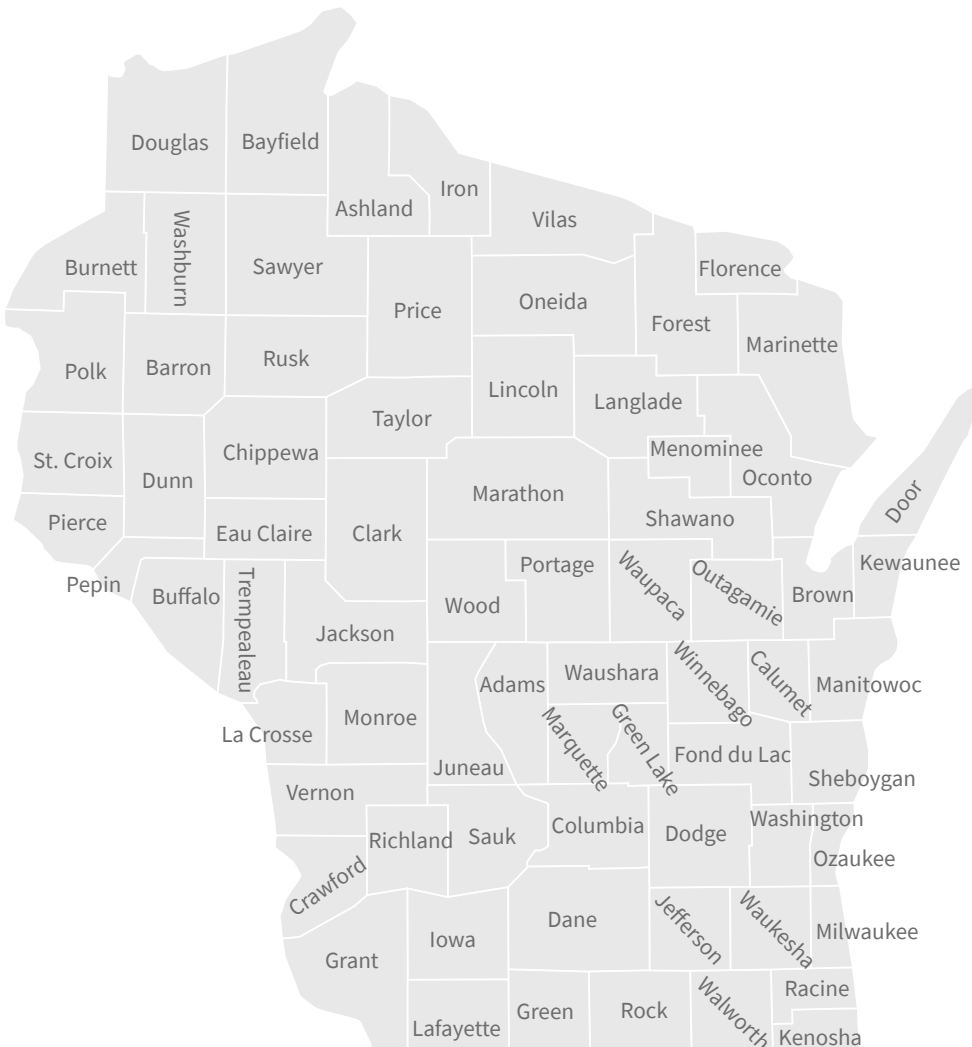 Douglas
Bayfield
Iron
Ashland
Vilas
Washburn
Burnett
Sawyer
Florence
Oneida
Price
Forest
Marinette
Rusk
Barron
Polk
Lincoln
Langlade
Taylor
Menominee
Chippewa
St. Croix
Oconto
Dunn
Marathon
Door
Shawano
Pierce
Eau Claire
Clark
Kewaunee
Portage
Waupaca
Outagamie
Pepin
Buffalo
Brown
Wood
Trempealeau
Jackson
Waushara
Adams
Winnebago
Calumet
Manitowoc
Monroe
La Crosse
Marquette
Green Lake
Fond du Lac
Juneau
Sheboygan
Vernon
Washington
Columbia
Dodge
Richland
Sauk
Ozaukee
Crawford
Dane
Jefferson
Waukesha
Milwaukee
Iowa
Grant
Racine
Green
Rock
Walworth
Lafayette
Kenosha